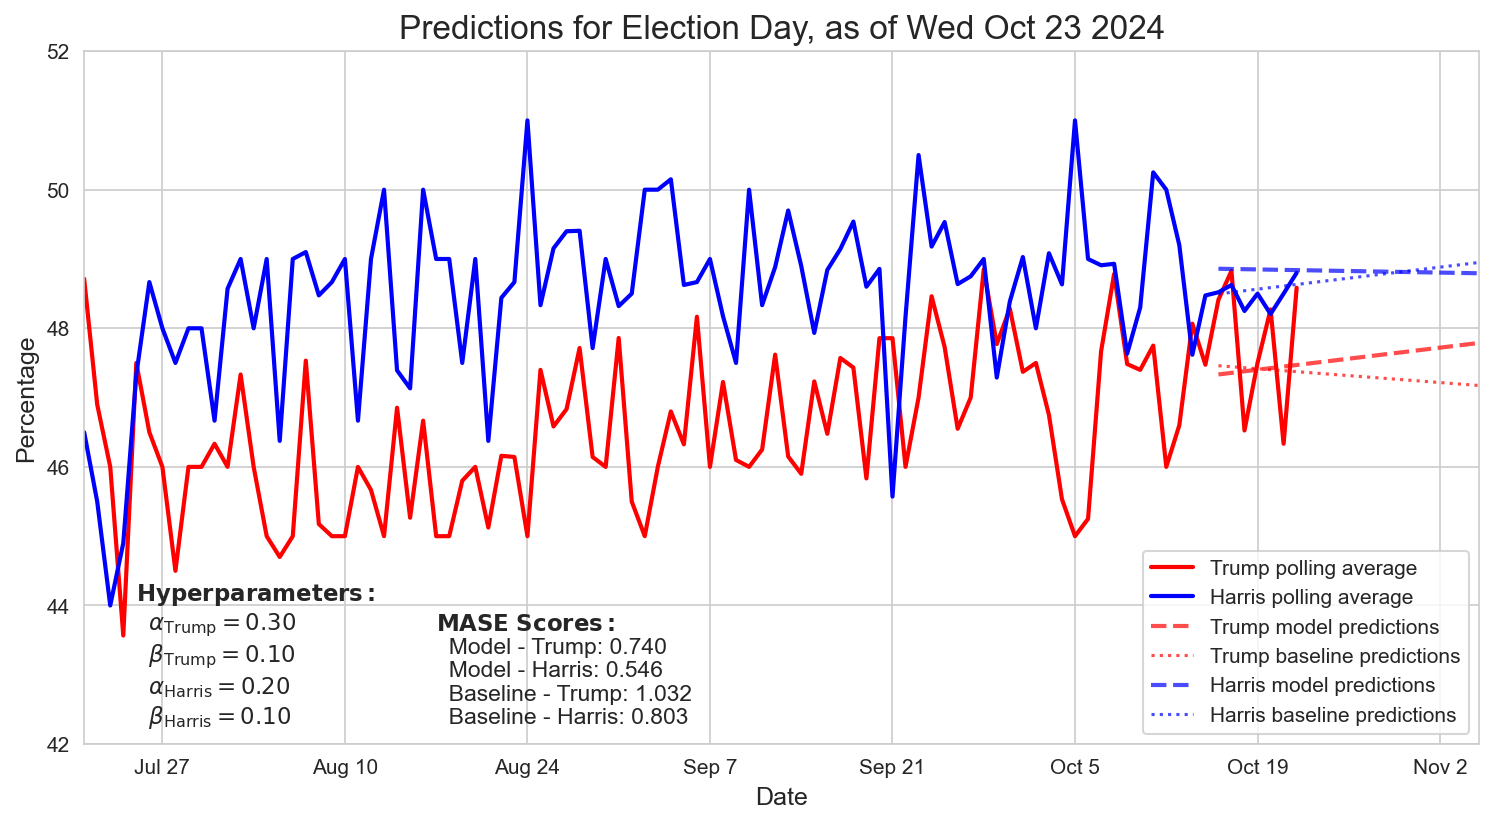 Predictions for Election Day, as of Wed Oct 23 2024
52
50
48
46
44
42
Percentage
Hyperparameters:
α_Trump = 0.30
β_Trump = 0.10
α_Harris = 0.20
β_Harris = 0.10
MASE Scores:
Model - Trump: 0.740
Model - Harris: 0.546
Baseline - Trump: 1.032
Baseline - Harris: 0.803
Trump polling average
Harris polling average
Trump model predictions
Trump baseline predictions
Harris model predictions
Harris baseline predictions
Jul 27 Aug 10 Aug 24 Sep 7 Sep 21 Oct 5 Oct 19 Nov 2
Date